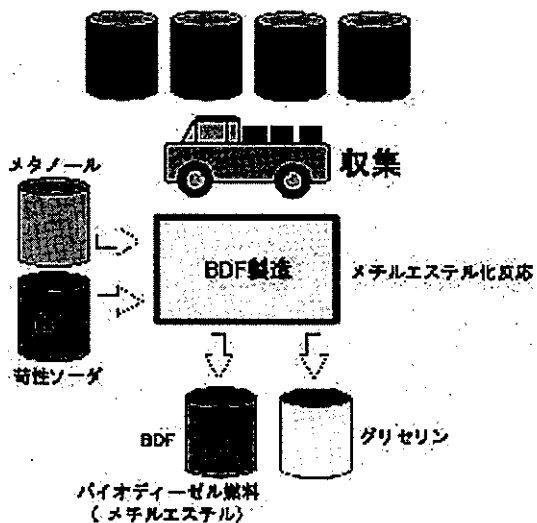 収集
メタノール
BDF製造
メチルエステル化反応
苛性ソーダ
BDF
グリセリン
バイオディーゼル燃料
(メチルエステル)